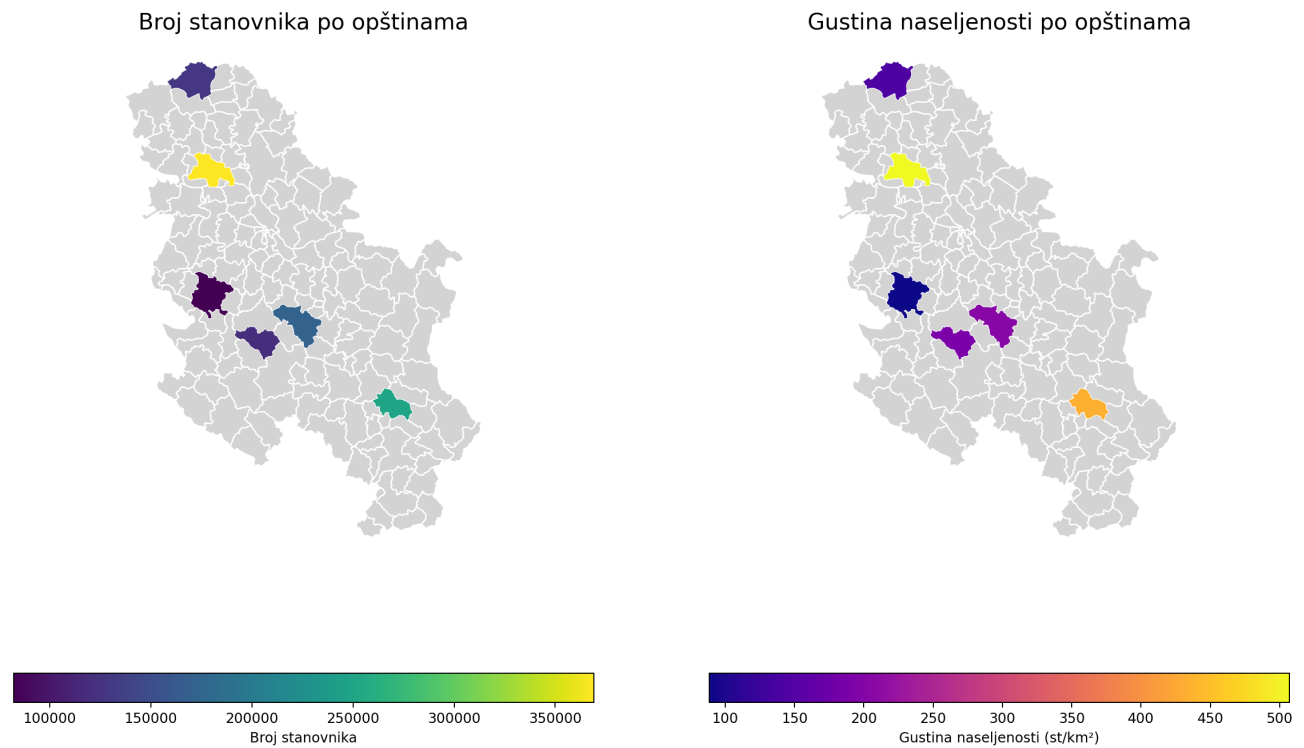 Broj stanovnika po opštinama
Gustina naseljenosti po opštinama
100000 150000 200000 250000 300000 350000
Broj stanovnika
100 150 200 250 300 350 400 450 500
Gustina naseljenosti (st/km²)